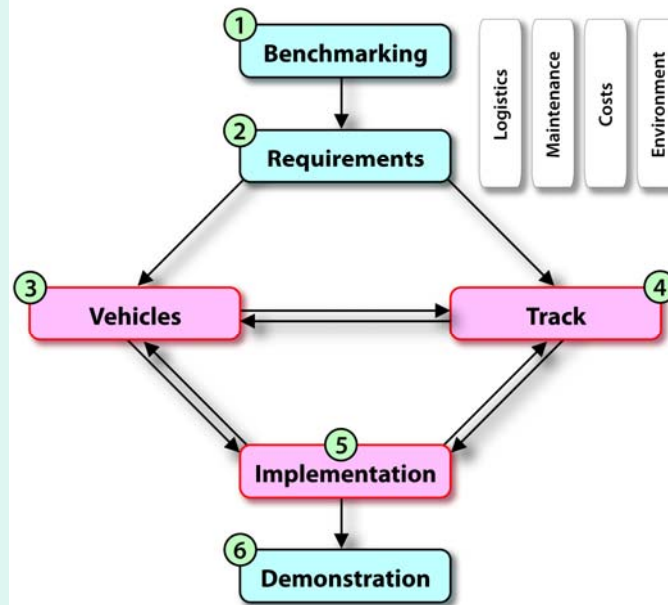 1
Benchmarking
2
Requirements
Logistics
Maintenance
Costs
Environment
3
Vehicles
4
Track
5
Implementation
6
Demonstration